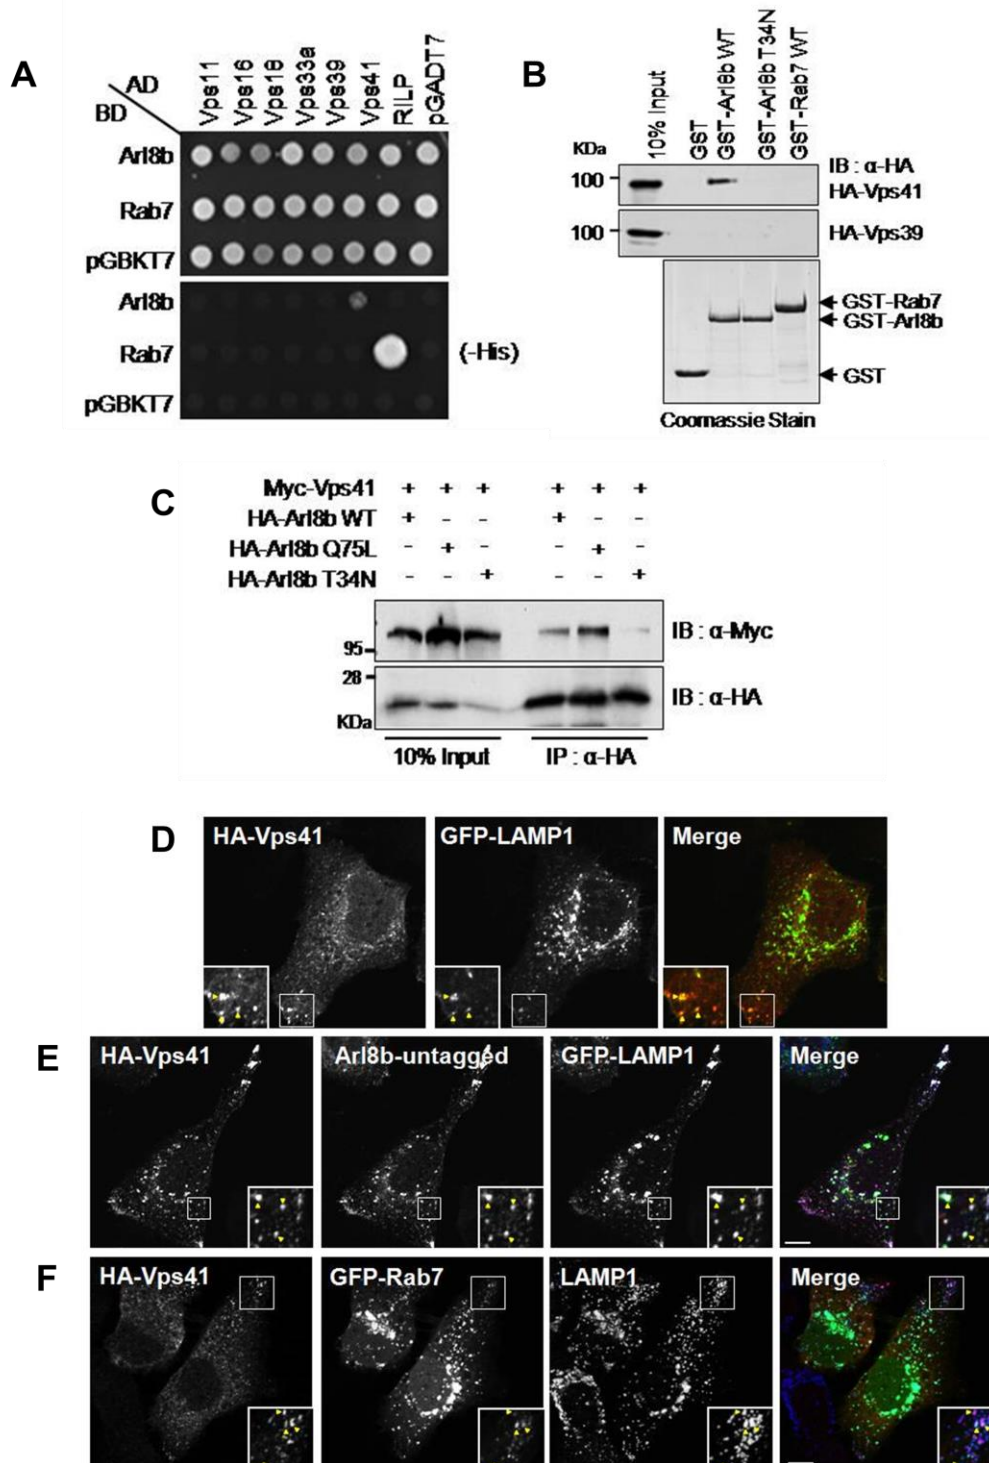 A
AD
BD
Vps11
Vps16
Vps18
Vps33a
Vps39
Vps41
RILP
pGADT7
Arl8b
Rab7
pGBKT7
Arl8b
Rab7
(-His)
pGBKT7
B
10% Input
GST
GST-Arl8b WT
GST-Arl8b T34N
GST-Rab7 WT
KDa
IB : α-HA
100
HA-Vps41
100
HA-Vps39
GST-Rab7
GST-Arl8b
GST
Coomassie Stain
C
Myc-Vps41 + + + + + +
HA-Arl8b WT + - - + - -
HA-Arl8b Q75L - + - - + -
HA-Arl8b T34N - - + - - +
95
IB : α-Myc
28
IB : α-HA
KDa
10% Input
IP : α-HA
D
HA-Vps41
GFP-LAMP1
Merge
E
HA-Vps41
Arl8b-untagged
GFP-LAMP1
Merge
F
HA-Vps41
GFP-Rab7
LAMP1
Merge